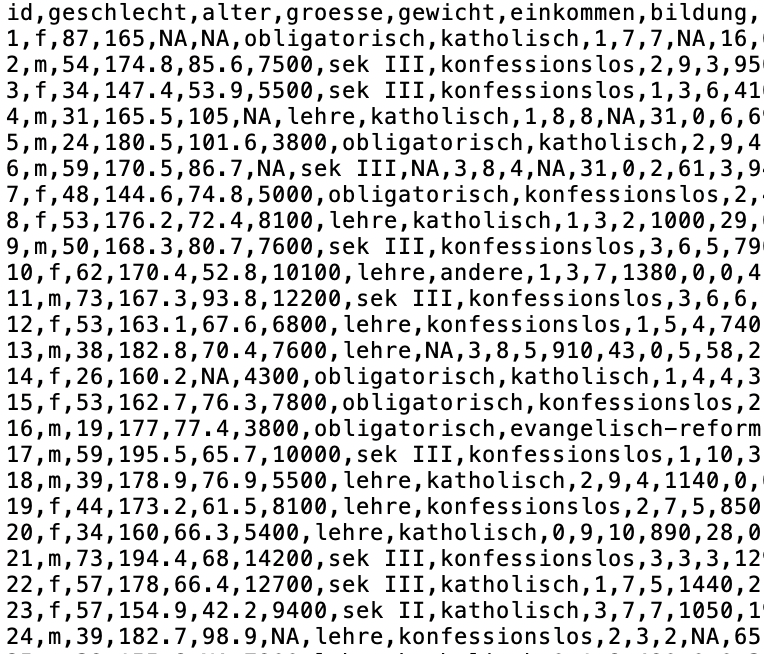 id,geschlecht,alter,groesse,gewicht,einkommen,bildung,
1,f,87,165,NA,NA,obligatorisch,katholisch,1,7,7,NA,16,
2,m,54,174.8,85.6,7500,sek III,konfessionslos,2,9,3,95
3,f,34,147.4,53.9,5500,sek III,konfessionslos,1,3,6,41
4,m,31,165.5,105,NA,lehre,katholisch,1,8,8,NA,31,0,6,6
5,m,24,180.5,101.6,3800,obligatorisch,katholisch,2,9,4
6,m,59,170.5,86.7,NA,sek III,NA,3,8,4,NA,31,0,2,61,3,9
7,f,48,144.6,74.8,5000,obligatorisch,konfessionslos,2,
8,f,53,176.2,72.4,8100,lehre,katholisch,1,3,2,1000,29,
9,m,50,168.3,80.7,7600,sek III,konfessionslos,3,6,5,79
10,f,62,170.4,52.8,10100,lehre,andere,1,3,7,1380,0,0,4
11,m,73,167.3,93.8,12200,sek III,konfessionslos,3,6,6,
12,f,53,163.1,67.6,6800,lehre,konfessionslos,1,5,4,740
13,m,38,182.8,70.4,7600,lehre,NA,3,8,5,910,43,0,5,58,2
14,f,26,160.2,NA,4300,obligatorisch,katholisch,1,4,4,3
15,f,53,162.7,76.3,7800,obligatorisch,konfessionslos,2
16,m,19,177,77.4,3800,obligatorisch,evangelisch-reform
17,m,59,195.5,65.7,10000,sek III,konfessionslos,1,10,3
18,m,39,178.9,76.9,5500,lehre,katholisch,2,9,4,1140,0,
19,f,44,173.2,61.5,8100,lehre,konfessionslos,2,7,5,850
20,f,34,160,66.3,5400,lehre,katholisch,0,9,10,890,28,0
21,m,73,194.4,68,14200,sek III,konfessionslos,3,3,3,12
22,f,57,178,66.4,12700,sek III,katholisch,1,7,5,1440,2
23,f,57,154.9,42.2,9400,sek II,katholisch,3,7,7,1050,1
24,m,39,182.7,98.9,NA,lehre,konfessionslos,2,3,2,NA,65